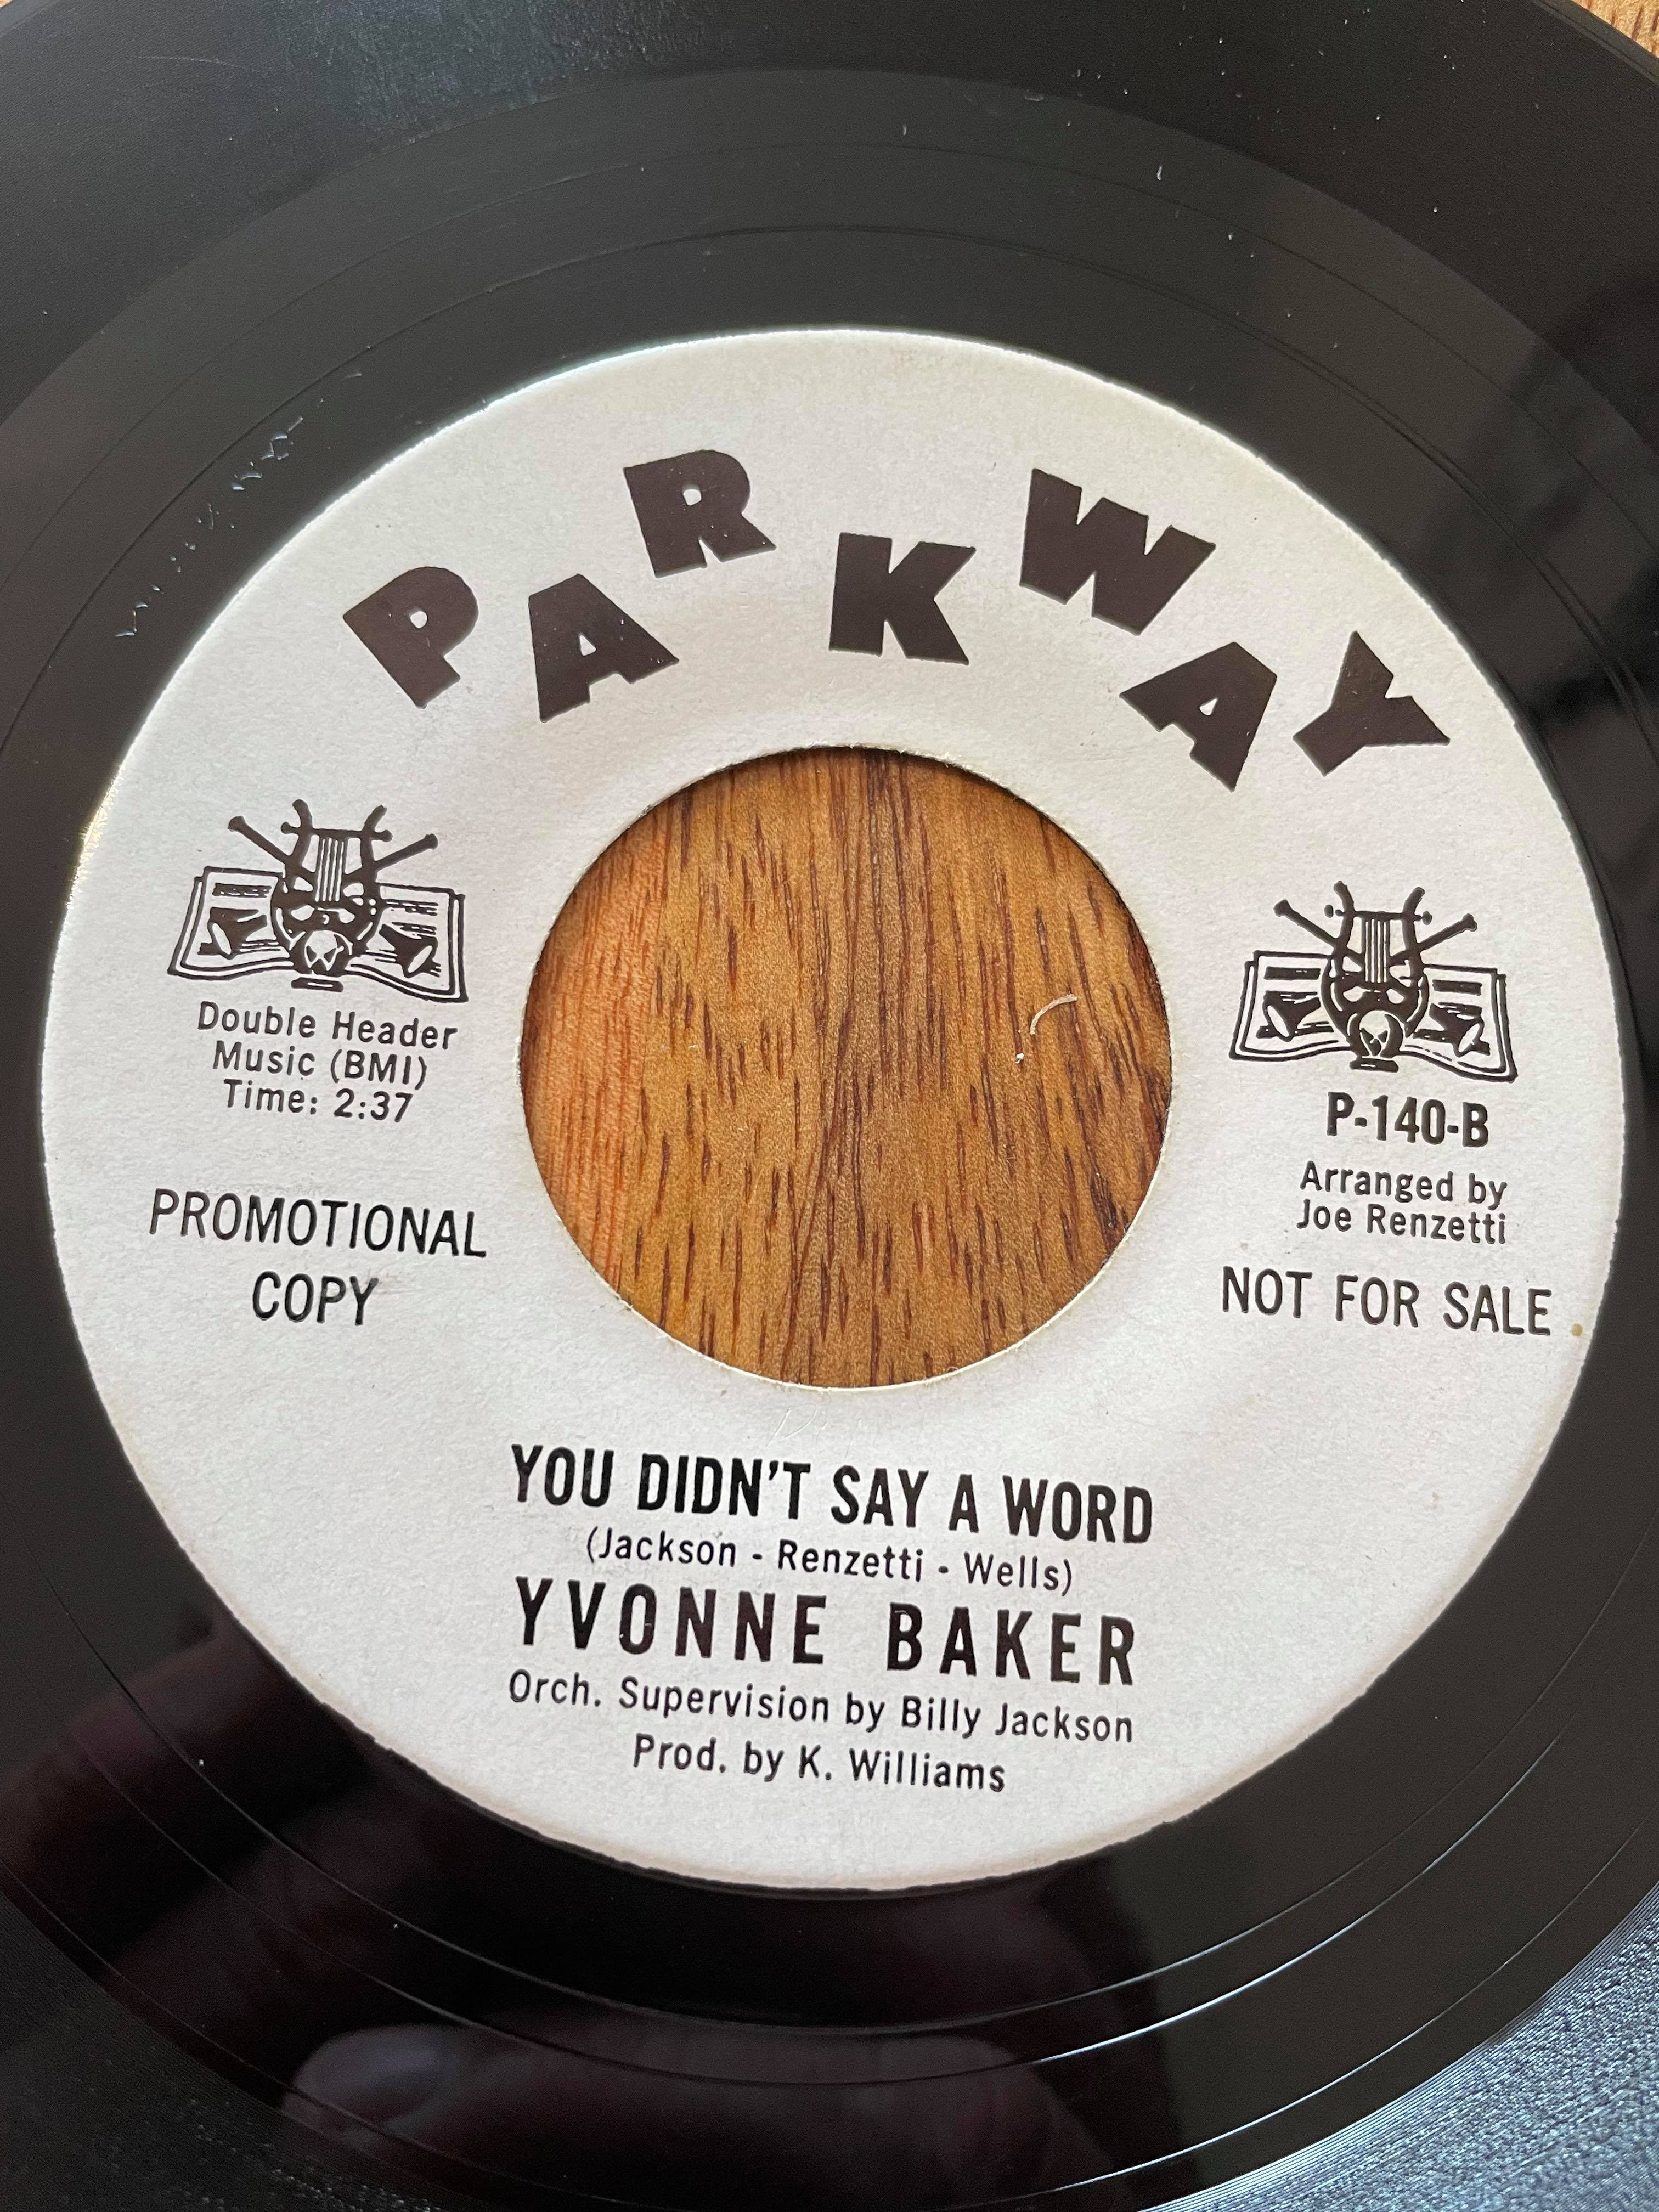 PARKWAY
Double Header
Music (BMI)
Time: 2:37
PROMOTIONAL
COPY
P-140-B
Arranged by
Joe Renzetti
NOT FOR SALE
YOU DIDN'T SAY A WORD
(Jackson - Renzetti - Wells)
YVONNE BAKER
Orch. Supervision by Billy Jackson
Prod. by K. Williams